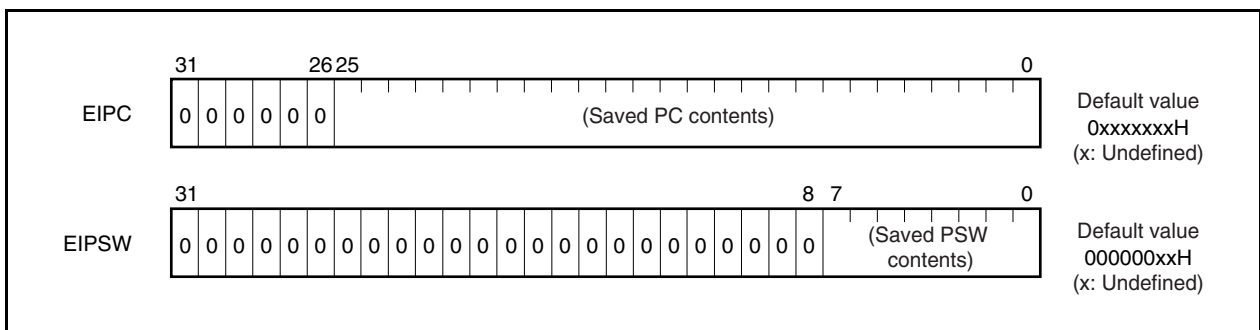 31 26 25 0
EIPC 0 0 0 0 0 0 (Saved PC contents) Default value
0xxxxxxxH
(x: Undefined)
31 8 7 0
EIPSW 0 0 0 0 0 0 0 0 0 0 0 0 0 0 0 0 0 0 0 0 0 0 0 0 (Saved PSW
contents) Default value
000000xxH
(x: Undefined)